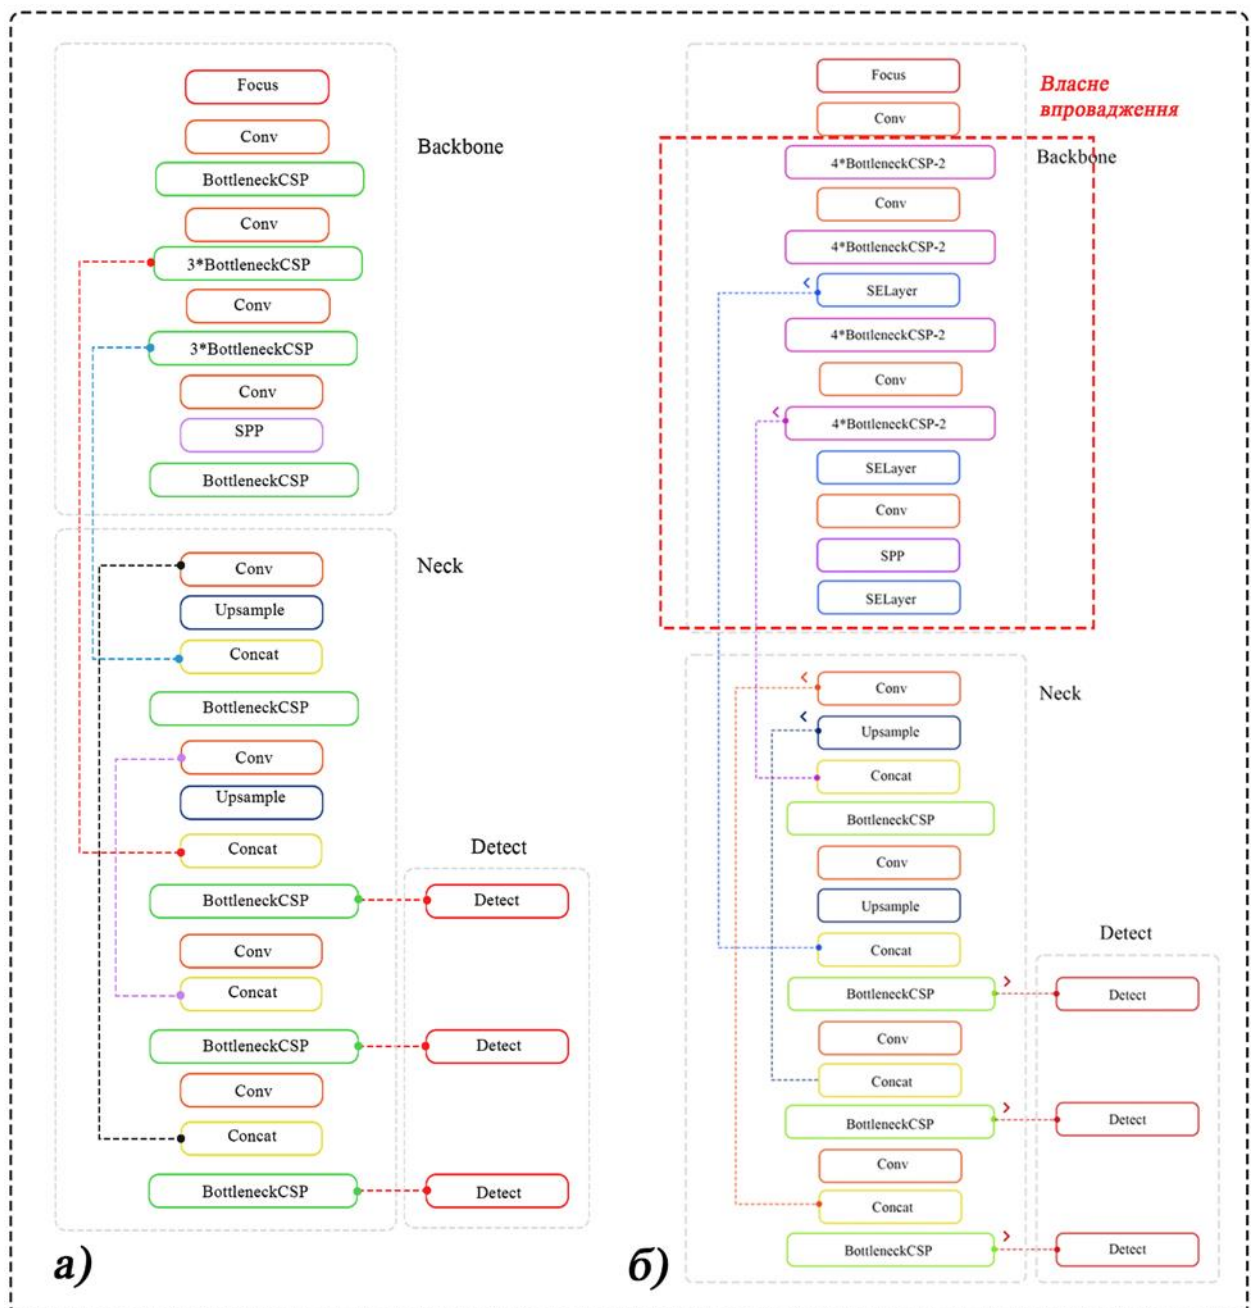 Focus
Conv
Backbone
BottleneckCSP
Conv
3*BottleneckCSP
Conv
3*BottleneckCSP
Conv
SPP
BottleneckCSP
Conv
Neck
Upsample
Concat
BottleneckCSP
Conv
Upsample
Concat
Detect
BottleneckCSP
Detect
Conv
Concat
BottleneckCSP
Detect
Conv
Concat
BottleneckCSP
Detect
а)
Focus
Власне
впровадження
Conv
Backbone
4*BottleneckCSP-2
Conv
4*BottleneckCSP-2
SELayer
4*BottleneckCSP-2
Conv
4*BottleneckCSP-2
SELayer
Conv
SPP
SELayer
Conv
Neck
Upsample
Concat
BottleneckCSP
Conv
Upsample
Concat
Detect
BottleneckCSP
Detect
Conv
Concat
BottleneckCSP
Detect
Conv
Concat
BottleneckCSP
Detect
б)